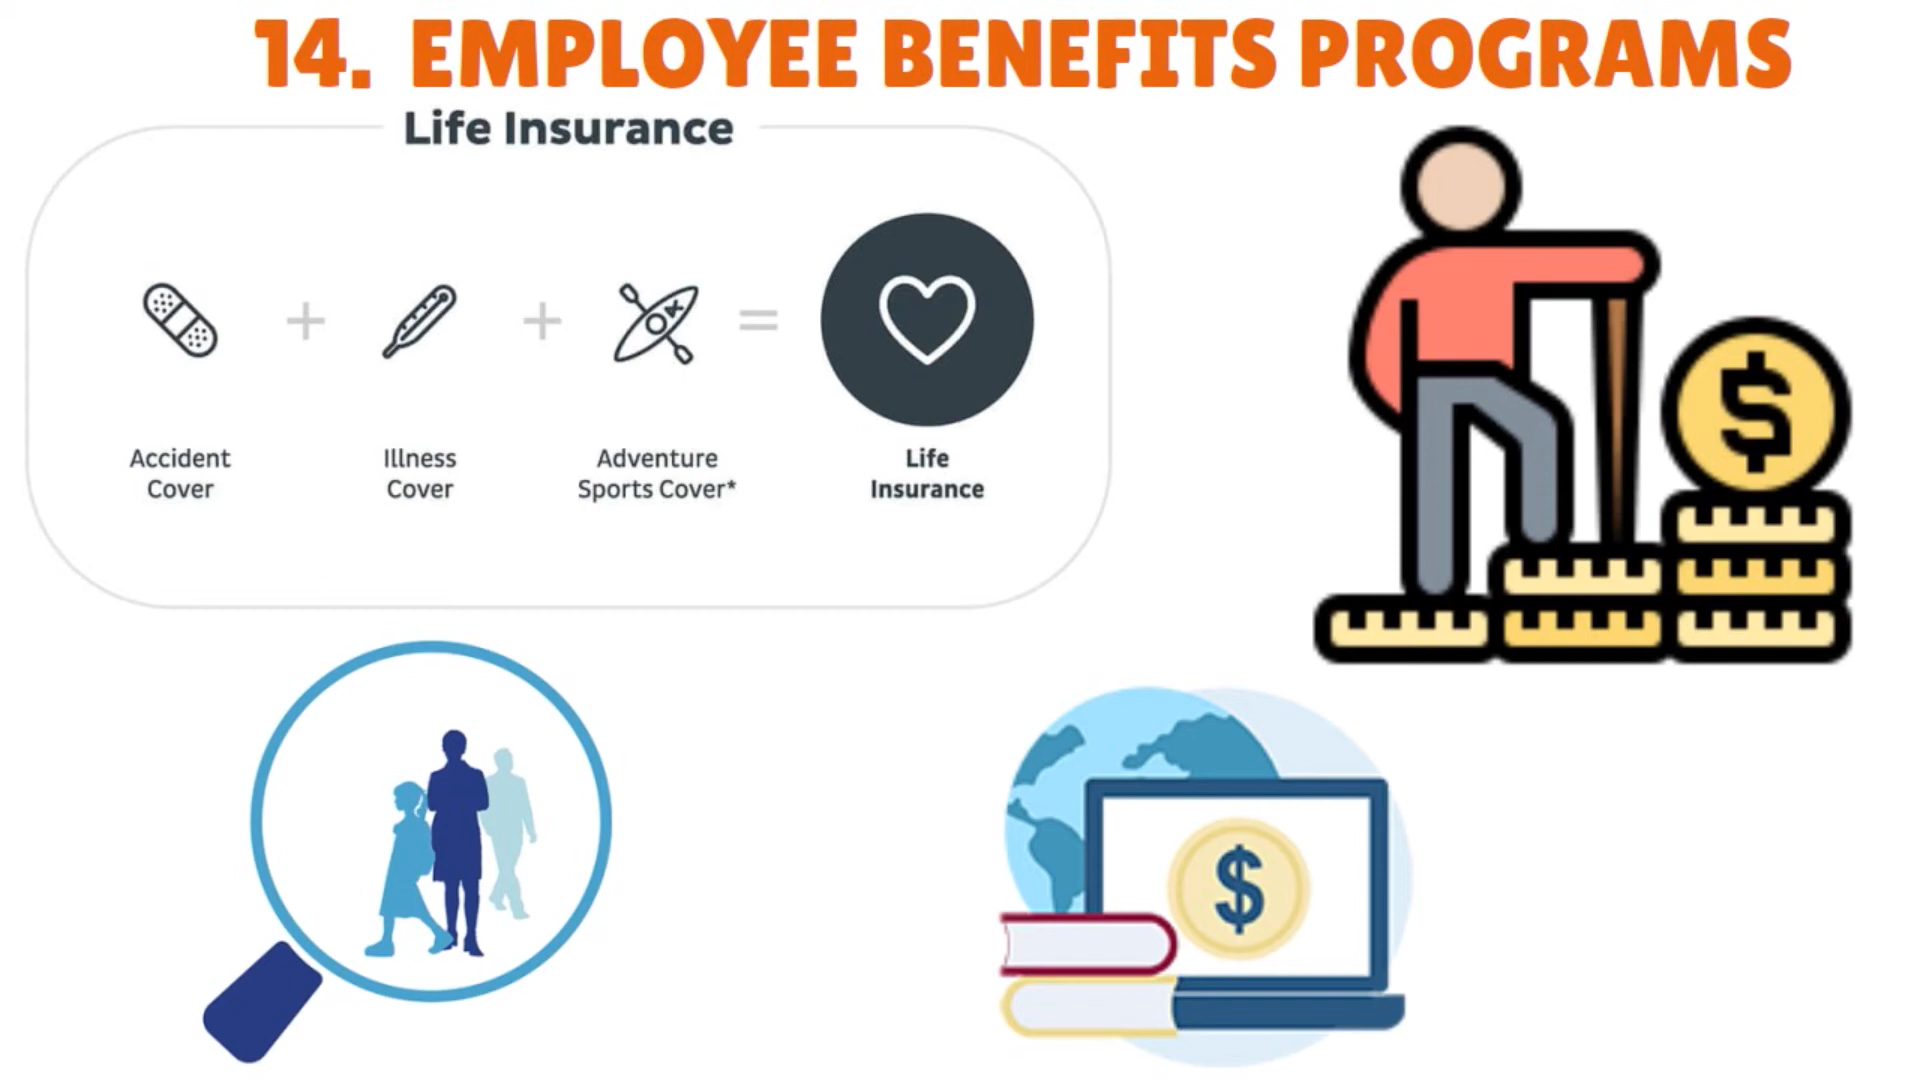 14. EMPLOYEE BENEFITS PROGRAMS
Life Insurance
+ + =
Accident
Cover
Illness
Cover
Adventure
Sports Cover*
Life
Insurance
$
$